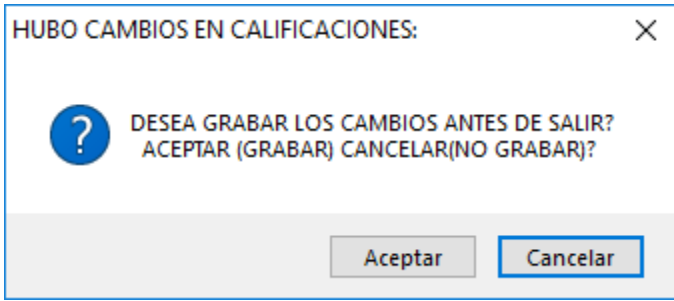 HUBO CAMBIOS EN CALIFICACIONES:
DESEA GRABAR LOS CAMBIOS ANTES DE SALIR?
ACEPTAR (GRABAR) CANCELAR(NO GRABAR)?
Aceptar
Cancelar